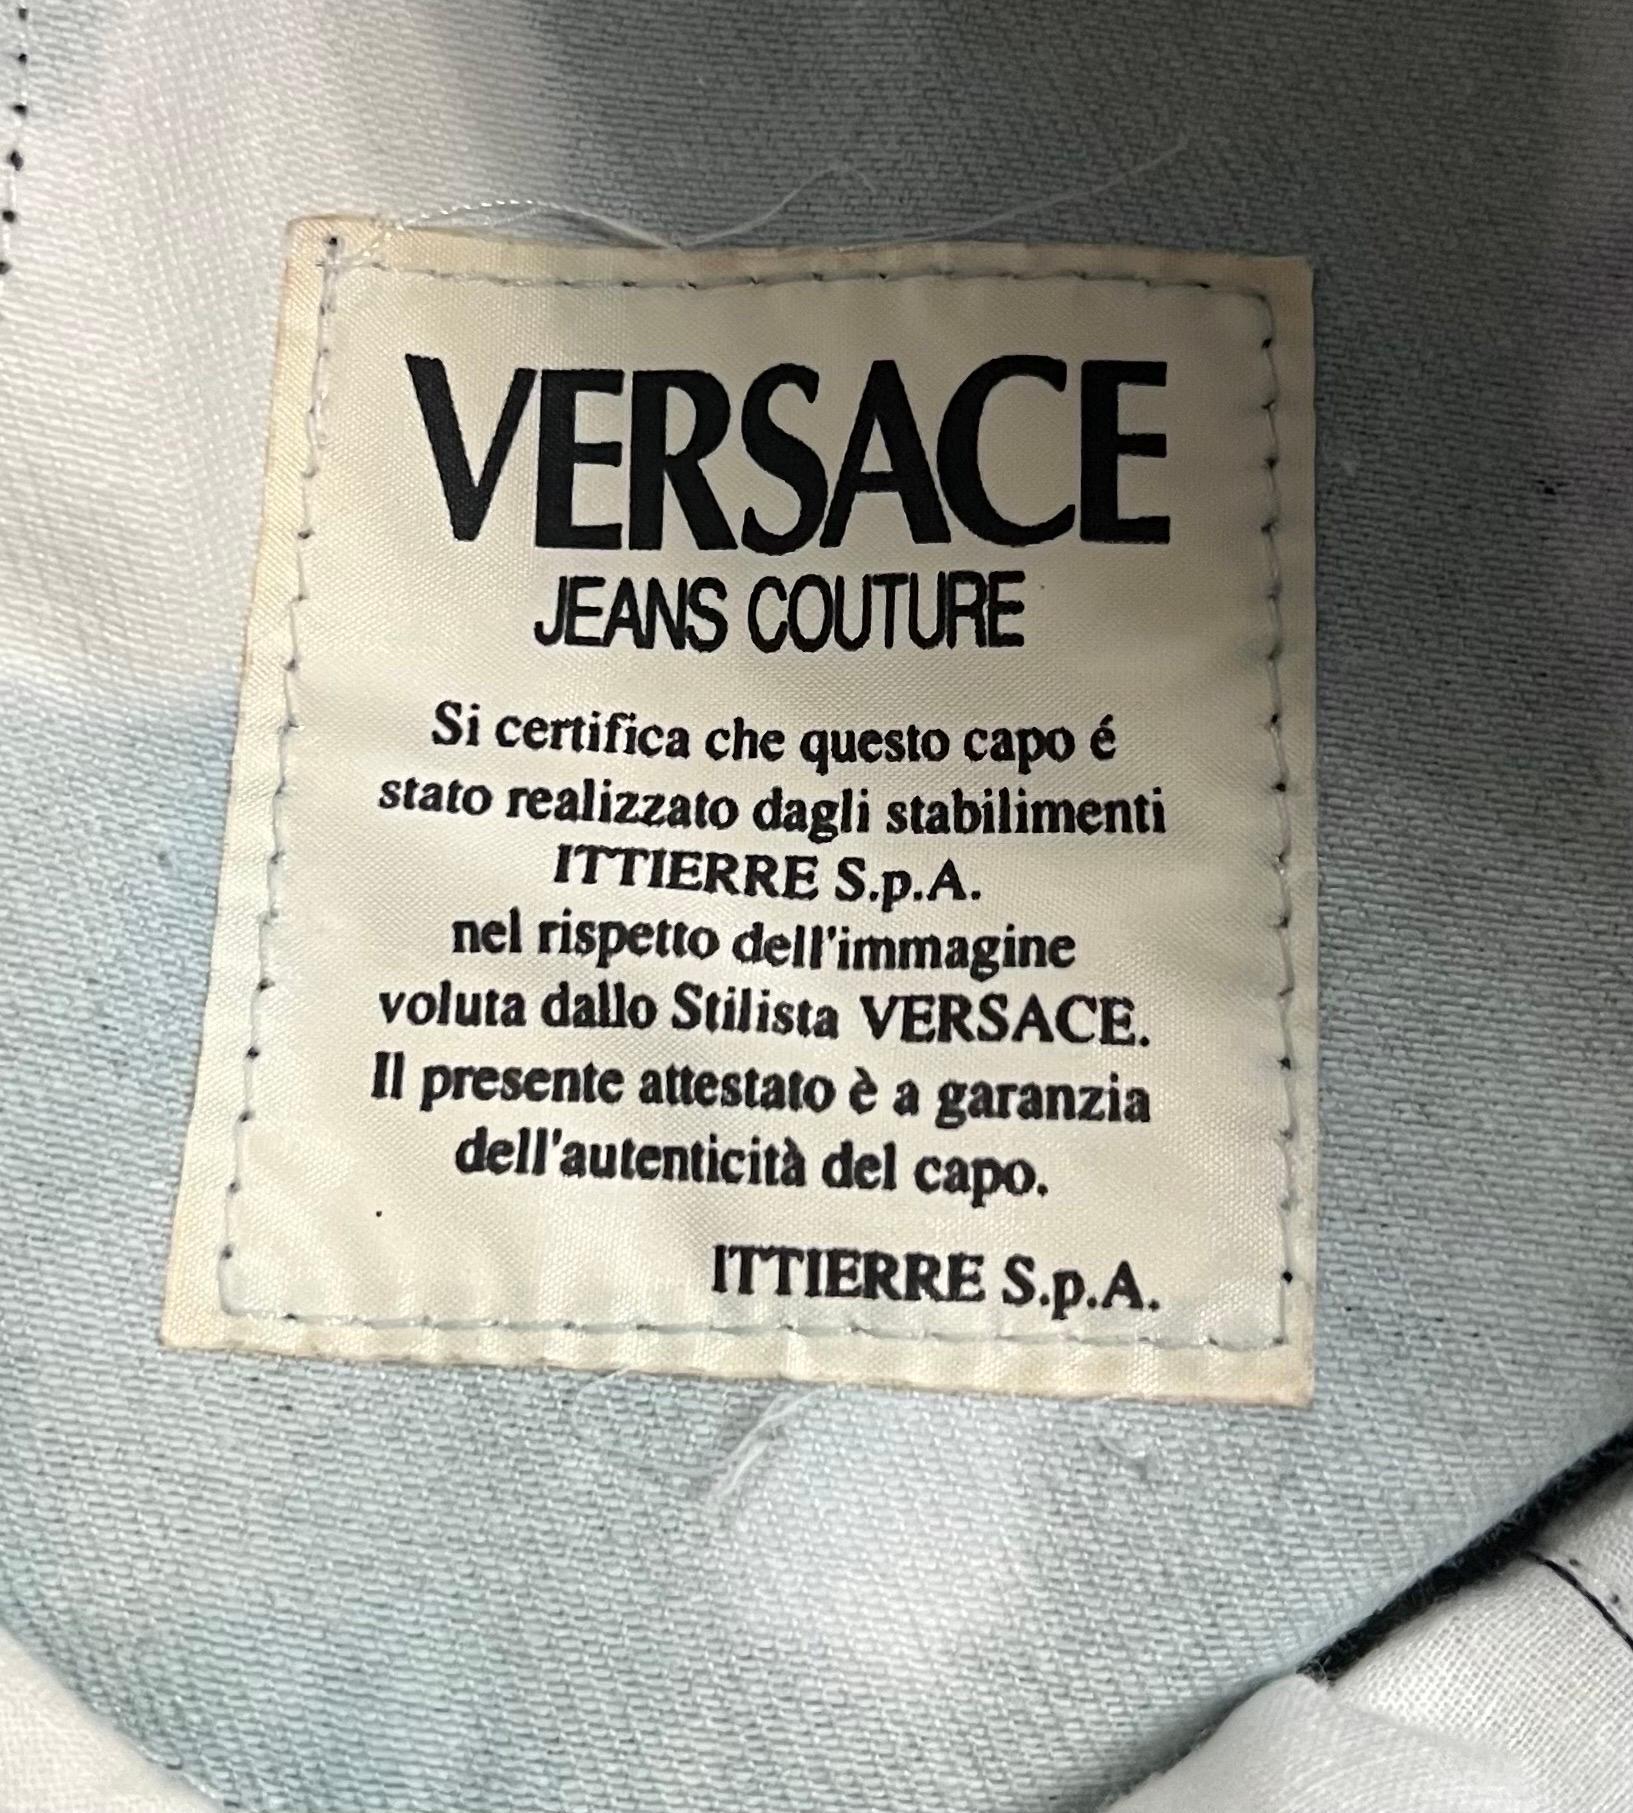 VERSACE
JEANS COUTURE
Si certifica che questo capo é
stato realizzato dagli stabilimenti
ITTIERRE S.p.A.
nel rispetto dell'immagine
voluta dallo Stilista VERSACE.
Il presente attestato è a garanzia
dell'autenticità del capo.
ITTIERRE S.p.A.